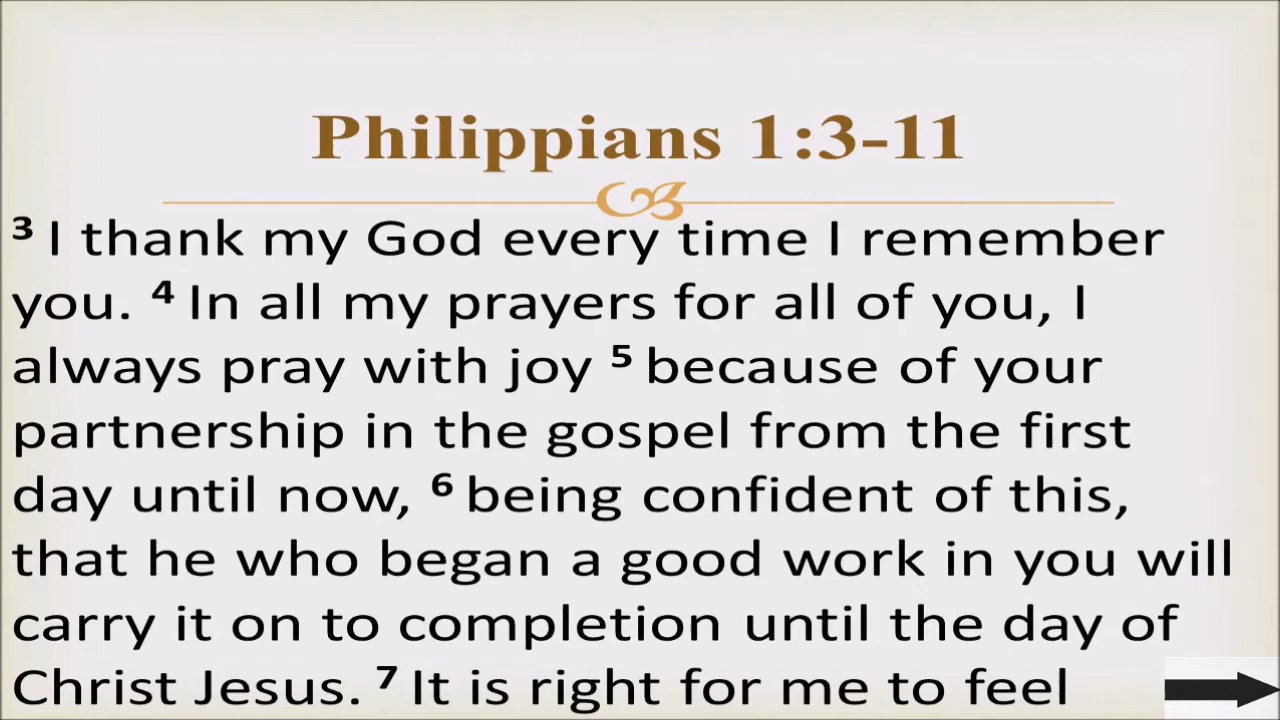 Philippians 1:3-11
³ I thank my God every time I remember
you. ⁴ In all my prayers for all of you, I
always pray with joy ⁵ because of your
partnership in the gospel from the first
day until now, ⁶ being confident of this,
that he who began a good work in you will
carry it on to completion until the day of
Christ Jesus. ⁷ It is right for me to feel